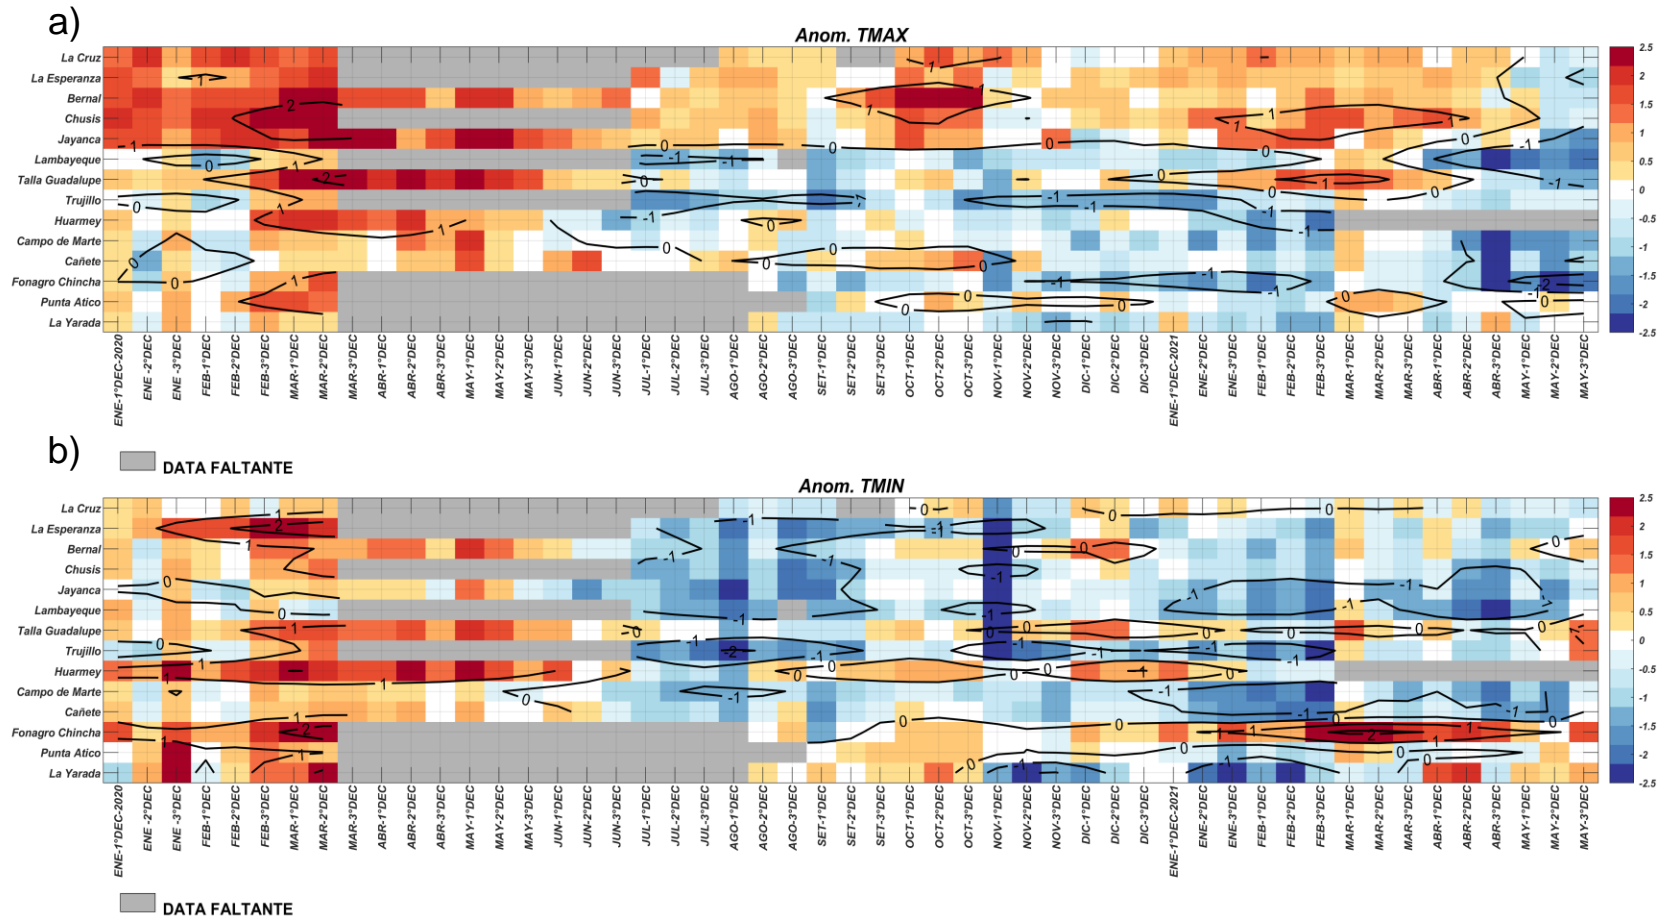 a)
Anom. TMAX
La Cruz
La Esperanza
Bernal
Chusis
Jayanca
Lambayeque
Talla Guadalupe
Trujillo
Huarmey
Campo de Marte
Cañete
Fonagro Chincha
Punta Atico
La Yarada
2.5
2
1.5
1
0.5
0
-0.5
-1
-1.5
-2
-2.5
ENE-1°DEC-2020
ENE -2°DEC
ENE -3°DEC
FEB-1°DEC
FEB-2°DEC
FEB-3°DEC
MAR-1°DEC
MAR-2°DEC
MAR-3°DEC
ABR-1°DEC
ABR-2°DEC
ABR-3°DEC
MAY-1°DEC
MAY-2°DEC
MAY-3°DEC
JUN-1°DEC
JUN-2°DEC
JUN-3°DEC
JUL-1°DEC
JUL-2°DEC
JUL-3°DEC
AGO-1°DEC
AGO-2°DEC
AGO-3°DEC
SET-1°DEC
SET-2°DEC
SET-3°DEC
OCT-1°DEC
OCT-2°DEC
OCT-3°DEC
NOV-1°DEC
NOV-2°DEC
NOV-3°DEC
DIC-1°DEC
DIC-2°DEC
DIC-3°DEC
ENE-1°DEC-2021
ENE-2°DEC
ENE-3°DEC
FEB-1°DEC
FEB-2°DEC
FEB-3°DEC
MAR-1°DEC
MAR-2°DEC
MAR-3°DEC
ABR-1°DEC
ABR-2°DEC
ABR-3°DEC
MAY-1°DEC
MAY-2°DEC
MAY-3°DEC
DATA FALTANTE
b)
Anom. TMIN
La Cruz
La Esperanza
Bernal
Chusis
Jayanca
Lambayeque
Talla Guadalupe
Trujillo
Huarmey
Campo de Marte
Cañete
Fonagro Chincha
Punta Atico
La Yarada
2.5
2
1.5
1
0.5
0
-0.5
-1
-1.5
-2
-2.5
ENE-1°DEC-2020
ENE -2°DEC
ENE -3°DEC
FEB-1°DEC
FEB-2°DEC
FEB-3°DEC
MAR-1°DEC
MAR-2°DEC
MAR-3°DEC
ABR-1°DEC
ABR-2°DEC
ABR-3°DEC
MAY-1°DEC
MAY-2°DEC
MAY-3°DEC
JUN-1°DEC
JUN-2°DEC
JUN-3°DEC
JUL-1°DEC
JUL-2°DEC
JUL-3°DEC
AGO-1°DEC
AGO-2°DEC
AGO-3°DEC
SET-1°DEC
SET-2°DEC
SET-3°DEC
OCT-1°DEC
OCT-2°DEC
OCT-3°DEC
NOV-1°DEC
NOV-2°DEC
NOV-3°DEC
DIC-1°DEC
DIC-2°DEC
DIC-3°DEC
ENE-1°DEC-2021
ENE-2°DEC
ENE-3°DEC
FEB-1°DEC
FEB-2°DEC
FEB-3°DEC
MAR-1°DEC
MAR-2°DEC
MAR-3°DEC
ABR-1°DEC
ABR-2°DEC
ABR-3°DEC
MAY-1°DEC
MAY-2°DEC
MAY-3°DEC
DATA FALTANTE